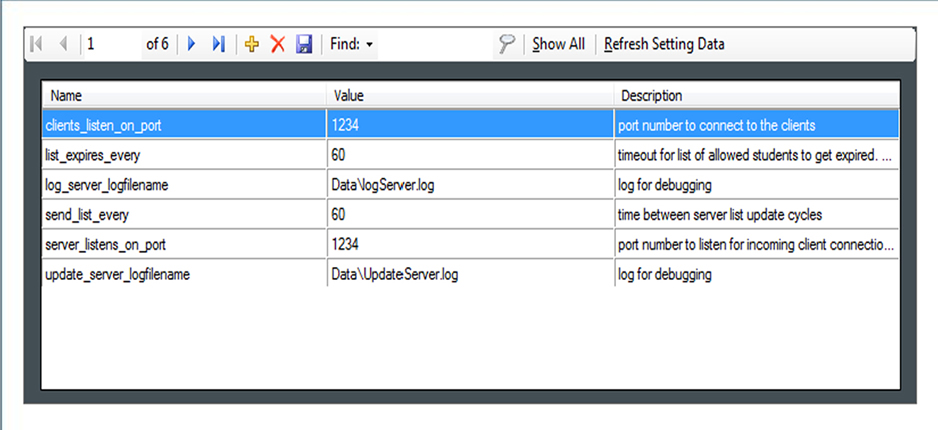 1 of 6 Find: Show All Refresh Setting Data
Name Value Description
clients_listen_on_port 1234 port number to connect to the clients
list_expires_every 60 timeout for list of allowed students to get expired. ...
log_server_logfilename Data\logServer.log log for debugging
send_list_every 60 time between server list update cycles
server_listens_on_port 1234 port number to listen for incoming client connectio...
update_server_logfilename Data\UpdateServer.log log for debugging